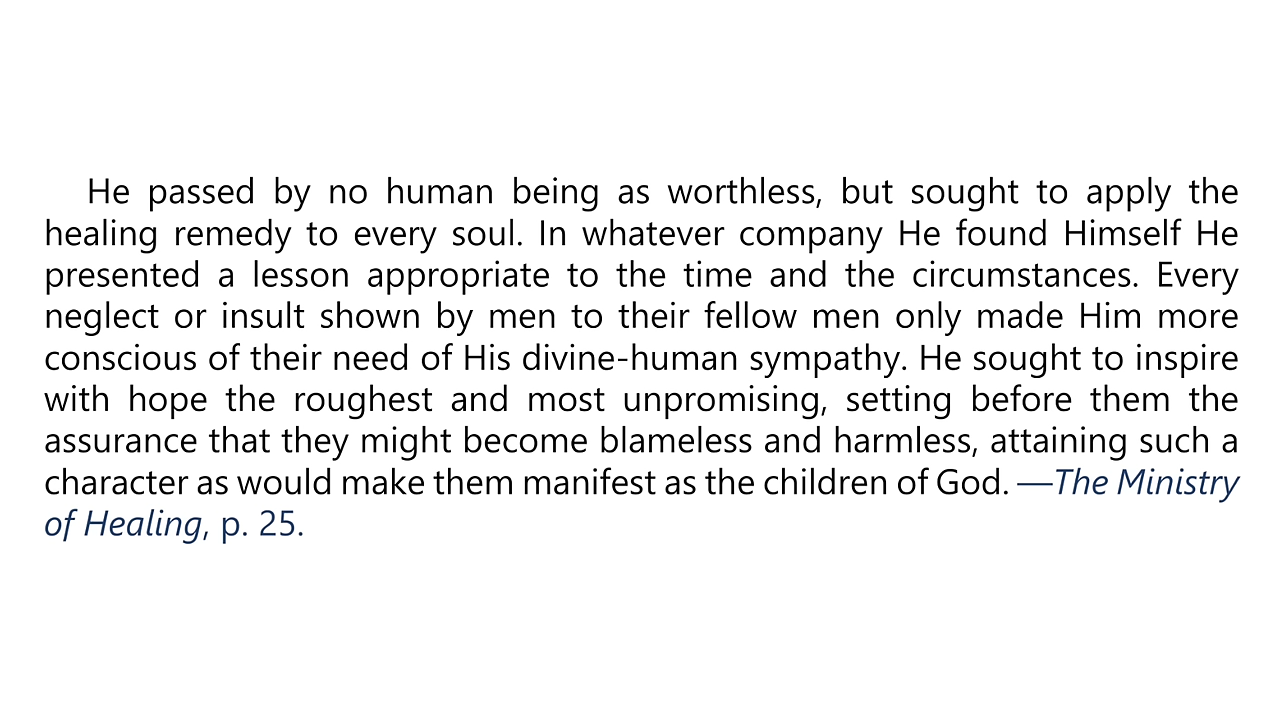 He passed by no human being as worthless, but sought to apply the
healing remedy to every soul. In whatever company He found Himself He
presented a lesson appropriate to the time and the circumstances. Every
neglect or insult shown by men to their fellow men only made Him more
conscious of their need of His divine-human sympathy. He sought to inspire
with hope the roughest and most unpromising, setting before them the
assurance that they might become blameless and harmless, attaining such a
character as would make them manifest as the children of God. —The Ministry
of Healing, p. 25.